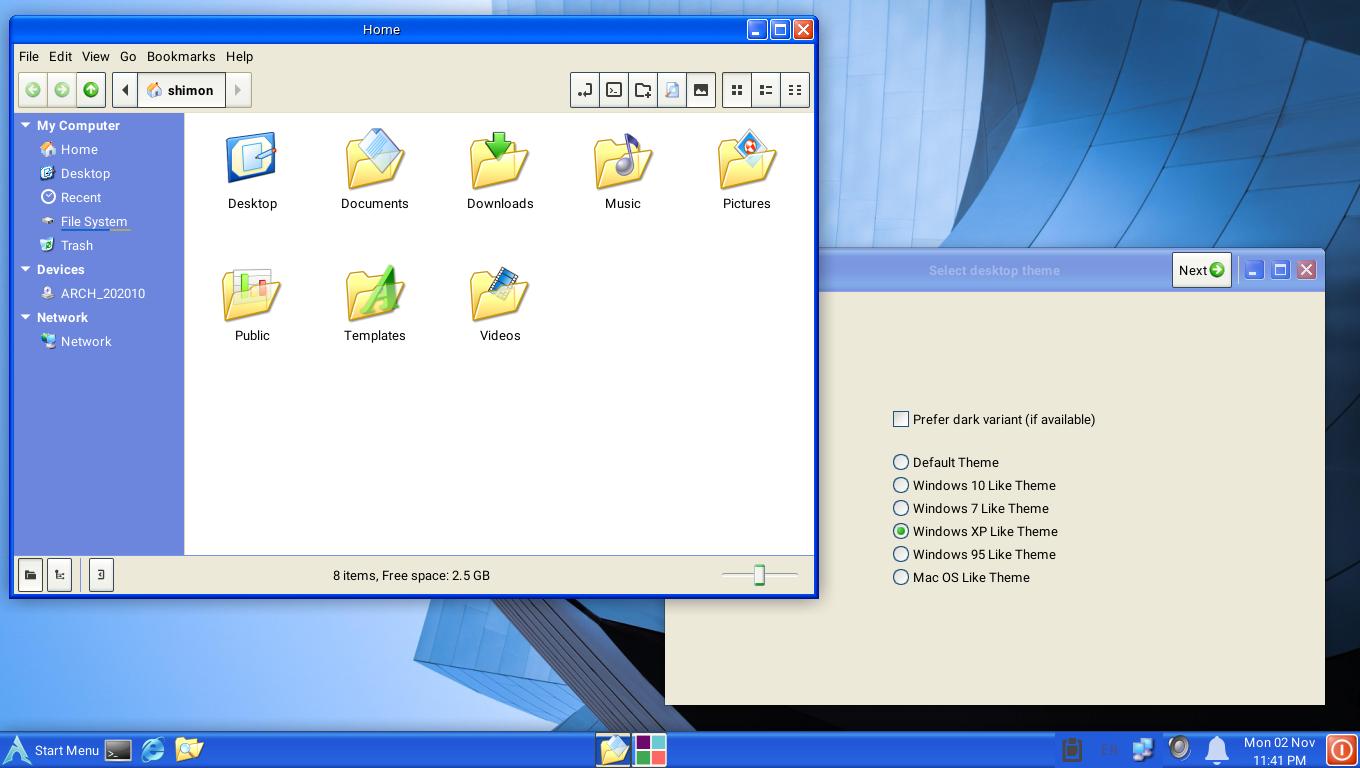 Home
File Edit View Go Bookmarks Help
shimon
My Computer
Home
Desktop
Recent
File System
Trash
Devices
ARCH_202010
Network
Network
Desktop
Documents
Downloads
Music
Pictures
Public
Templates
Videos
8 items, Free space: 2.5 GB
Select desktop theme
Next
Prefer dark variant (if available)
Default Theme
Windows 10 Like Theme
Windows 7 Like Theme
Windows XP Like Theme
Windows 95 Like Theme
Mac OS Like Theme
Start Menu
EN
Mon 02 Nov
11:41 PM